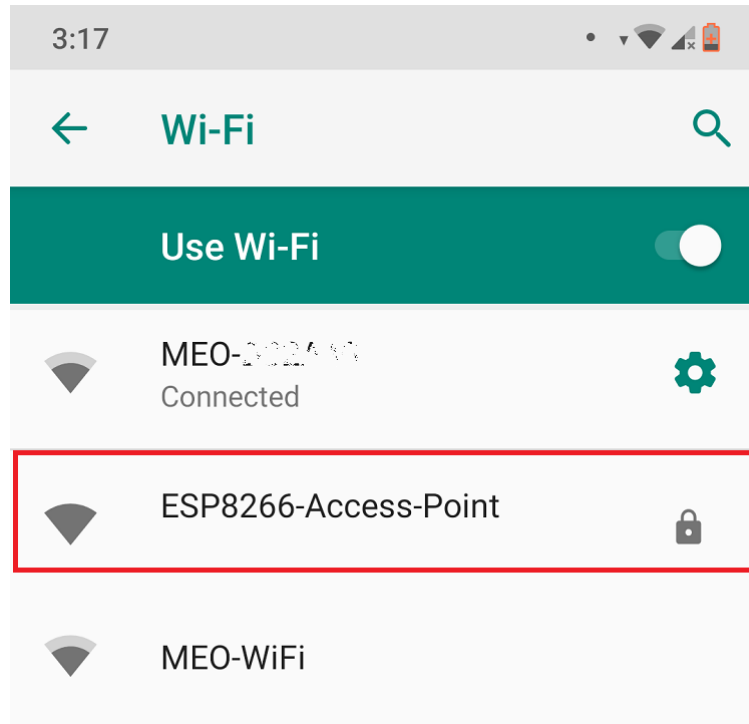 3:17
Wi-Fi
Use Wi-Fi
MEO-
Connected
ESP8266-Access-Point
MEO-WiFi